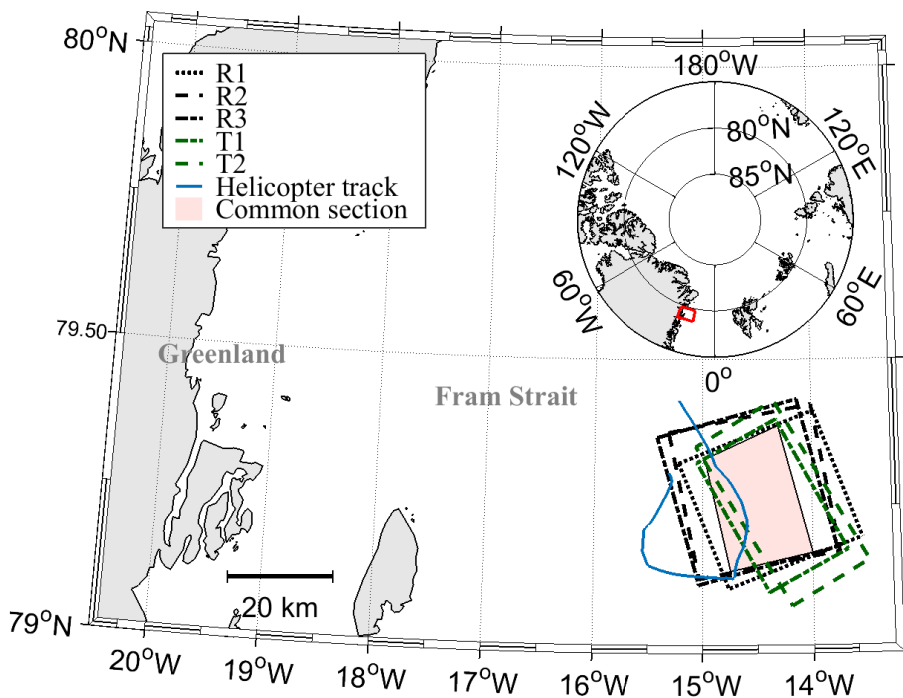 80°N
R1
R2
R3
T1
T2
Helicopter track
Common section
180°W
120°W
80°N
120°E
85°N
60°W
60°E
0°
79.50
Greenland
Fram Strait
20 km
79°N
20°W
19°W
18°W
17°W
16°W
15°W
14°W